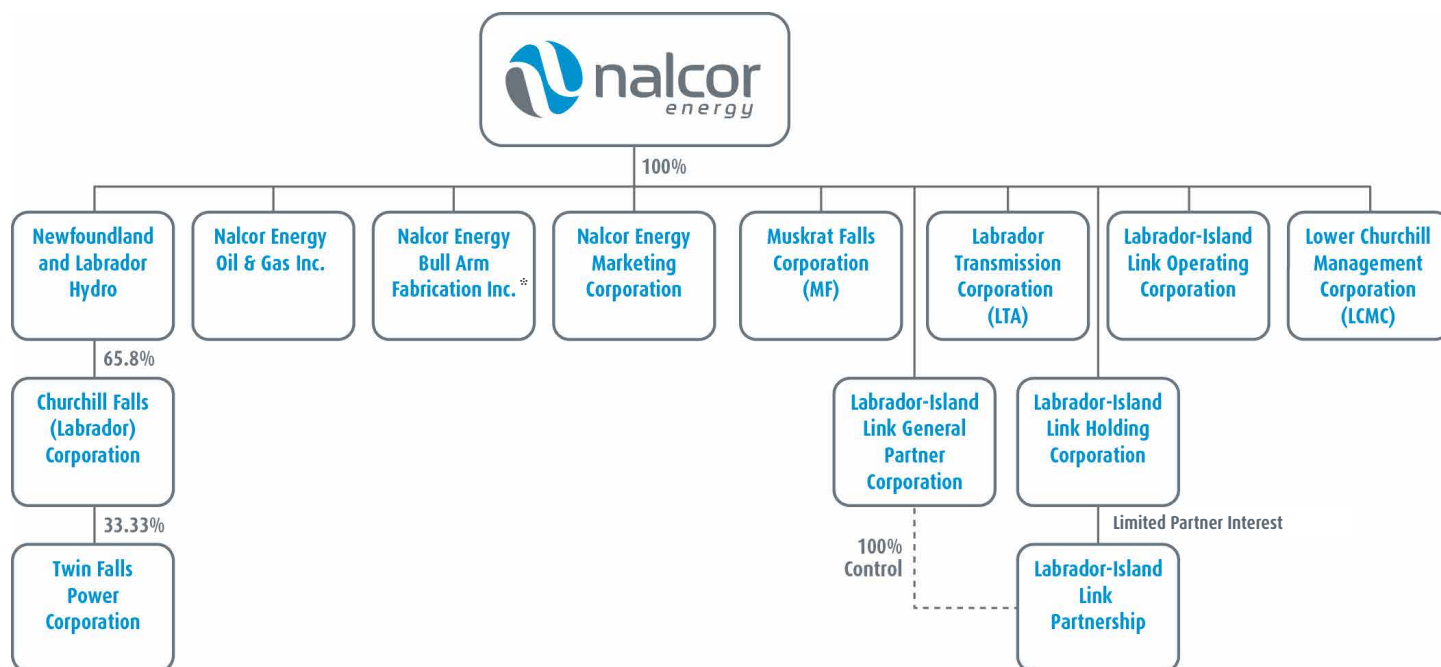 nalcor
energy
100%
Newfoundland
and Labrador
Hydro
Nalcor Energy
Oil & Gas Inc.
Nalcor Energy
Bull Arm
Fabrication Inc. *
Nalcor Energy
Marketing
Corporation
Muskrat Falls
Corporation
(MF)
Labrador
Transmission
Corporation
(LTA)
Labrador-Island
Link Operating
Corporation
Lower Churchill
Management
Corporation
(LCMC)
65.8%
Churchill Falls
(Labrador)
Corporation
Labrador-Island
Link General
Partner
Corporation
Labrador-Island
Link Holding
Corporation
33.33%
Limited Partner Interest
100%
Control
Twin Falls
Power
Corporation
Labrador-Island
Link
Partnership